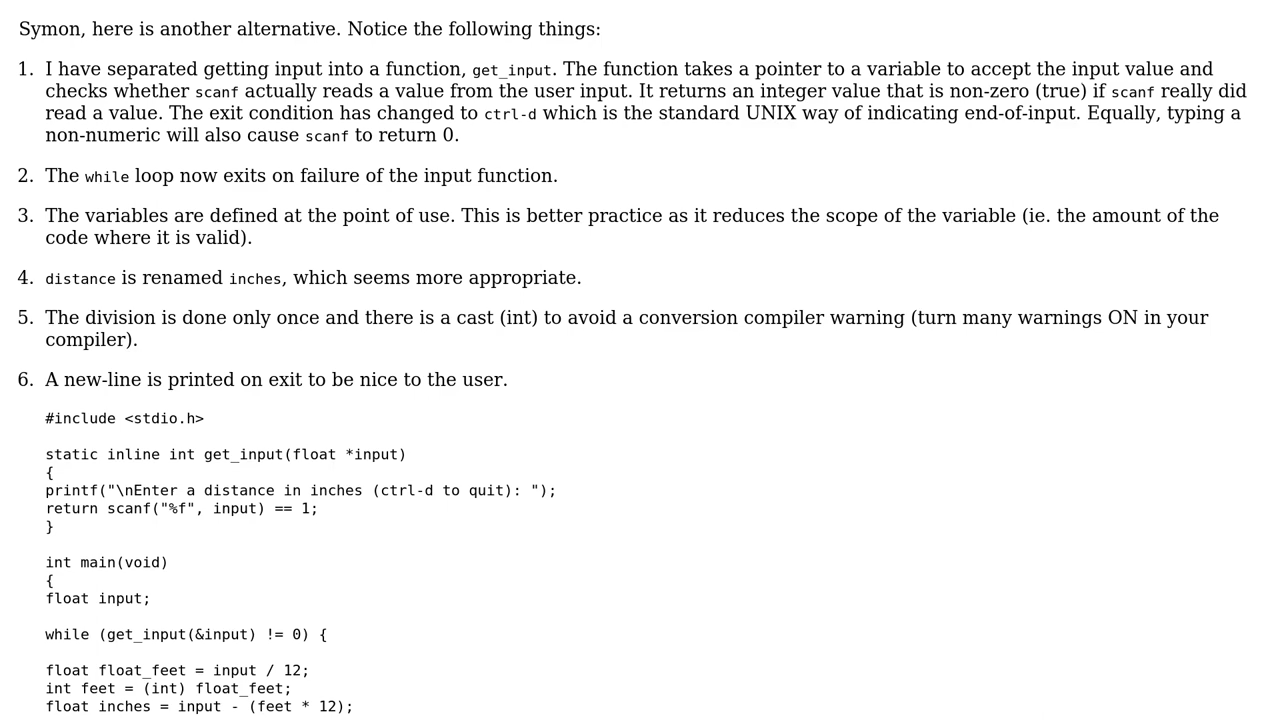 Symon, here is another alternative. Notice the following things:
1. I have separated getting input into a function, get_input. The function takes a pointer to a variable to accept the input value and
checks whether scanf actually reads a value from the user input. It returns an integer value that is non-zero (true) if scanf really did
read a value. The exit condition has changed to ctrl-d which is the standard UNIX way of indicating end-of-input. Equally, typing a
non-numeric will also cause scanf to return 0.
2. The while loop now exits on failure of the input function.
3. The variables are defined at the point of use. This is better practice as it reduces the scope of the variable (ie. the amount of the
code where it is valid).
4. distance is renamed inches, which seems more appropriate.
5. The division is done only once and there is a cast (int) to avoid a conversion compiler warning (turn many warnings ON in your
compiler).
6. A new-line is printed on exit to be nice to the user.
#include <stdio.h>
static inline int get_input(float *input)
{
printf("\nEnter a distance in inches (ctrl-d to quit): ");
return scanf("%f", input) == 1;
}
int main(void)
{
float input;
while (get_input(&input) != 0) {
float float_feet = input / 12;
int feet = (int) float_feet;
float inches = input - (feet * 12);